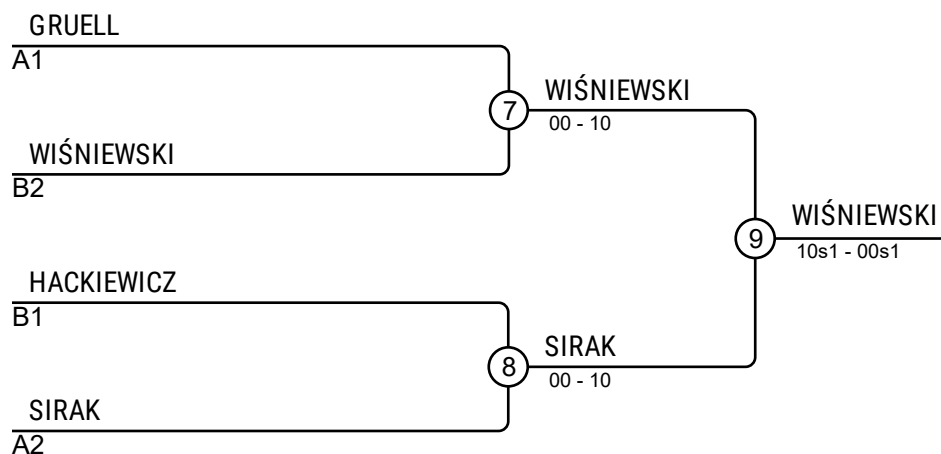 GRUELL
A1
7
WIŚNIEWSKI
00 - 10
WIŚNIEWSKI
B2
9
WIŚNIEWSKI
10s1 - 00s1
HACKIEWICZ
B1
8
SIRAK
00 - 10
SIRAK
A2